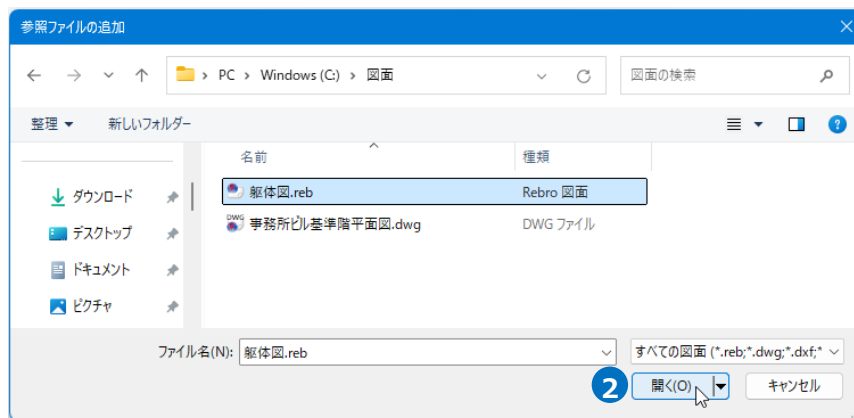 参照ファイルの追加
PC › Windows (C:) › 図面
図面の検索
整理 新しいフォルダー
名前 種類
ダウンロード
躯体図.reb Rebro 図面
デスクトップ
DWG 事務所ビル基準階平面図.dwg DWG ファイル
ドキュメント
ピクチャ
ファイル名(N): 躯体図.reb すべての図面 (*.reb;*.dwg;*.dxf;*
2 開く(O) キャンセル